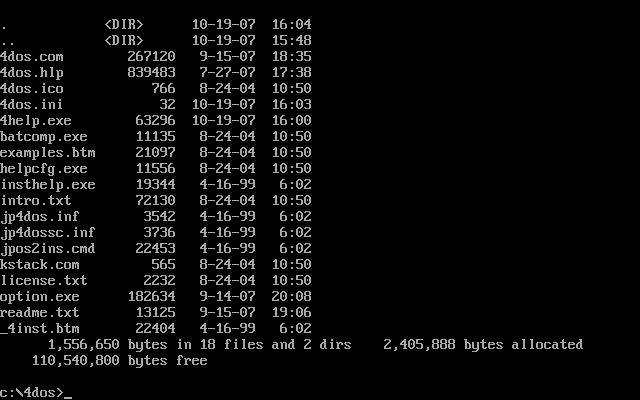 .            <DIR>      10-19-07  16:04
..           <DIR>      10-19-07  15:48
4dos.com        267120   9-15-07  18:35
4dos.hlp        839483   7-27-07  17:38
4dos.ico           766   8-24-04  10:50
4dos.ini            32  10-19-07  16:03
4help.exe        63296  10-19-07  16:00
batcomp.exe      11135   8-24-04  10:50
examples.btm     21097   8-24-04  10:50
helpcfg.exe      11556   8-24-04  10:50
insthelp.exe     19344   4-16-99   6:02
intro.txt        72130   8-24-04  10:50
jp4dos.inf        3542   4-16-99   6:02
jp4dossc.inf      3736   4-16-99   6:02
jpos2ins.cmd     22453   4-16-99   6:02
kstack.com         565   8-24-04  10:50
license.txt       2232   8-24-04  10:50
option.exe      182634   9-14-07  20:08
readme.txt       13125   9-15-07  19:06
_4inst.btm       22404   4-16-99   6:02
      1,556,650 bytes in 18 files and 2 dirs    2,405,888 bytes allocated
    110,540,800 bytes free
c:\4dos>_